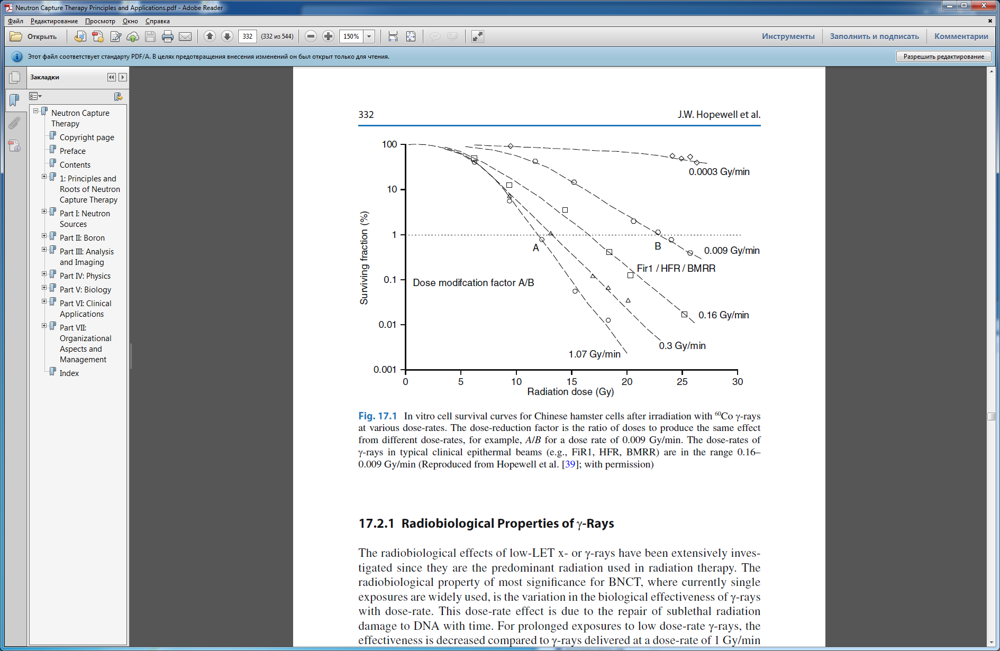 Neutron Capture Therapy Principles and Applications.pdf - Adobe Reader
Файл Редактирование Просмотр Окно Справка
Открыть 332 (332 из 544) 150% Инструменты Заполнить и подписать Комментарии
Этот файл соответствует стандарту PDF/A. В целях предотвращения внесения изменений он был открыт только для чтения. Разрешить редактирование
Закладки
Neutron Capture
Therapy
Copyright page
Preface
Contents
1: Principles and
Roots of Neutron
Capture Therapy
Part I: Neutron
Sources
Part II: Boron
Part III: Analysis
and Imaging
Part IV: Physics
Part V: Biology
Part VI: Clinical
Applications
Part VII:
Organizational
Aspects and
Management
Index
332 J.W. Hopewell et al.
100
10
1
0.1
0.01
0.001
Surviving fraction (%)
0.0003 Gy/min
A
B
0.009 Gy/min
Fir1 / HFR / BMRR
Dose modifcation factor A/B
0.16 Gy/min
0.3 Gy/min
1.07 Gy/min
0 5 10 15 20 25 30
Radiation dose (Gy)
Fig. 17.1 In vitro cell survival curves for Chinese hamster cells after irradiation with ⁶⁰Co γ-rays
at various dose-rates. The dose-reduction factor is the ratio of doses to produce the same effect
from different dose-rates, for example, A/B for a dose rate of 0.009 Gy/min. The dose-rates of
γ-rays in typical clinical epithermal beams (e.g., FiR1, HFR, BMRR) are in the range 0.16–
0.009 Gy/min (Reproduced from Hopewell et al. [39]; with permission)
17.2.1 Radiobiological Properties of γ-Rays
The radiobiological effects of low-LET x- or γ-rays have been extensively inves-
tigated since they are the predominant radiation used in radiation therapy. The
radiobiological property of most significance for BNCT, where currently single
exposures are widely used, is the variation in the biological effectiveness of γ-rays
with dose-rate. This dose-rate effect is due to the repair of sublethal radiation
damage to DNA with time. For prolonged exposures to low dose-rate γ-rays, the
effectiveness is decreased compared to γ-rays delivered at a dose-rate of 1 Gy/min